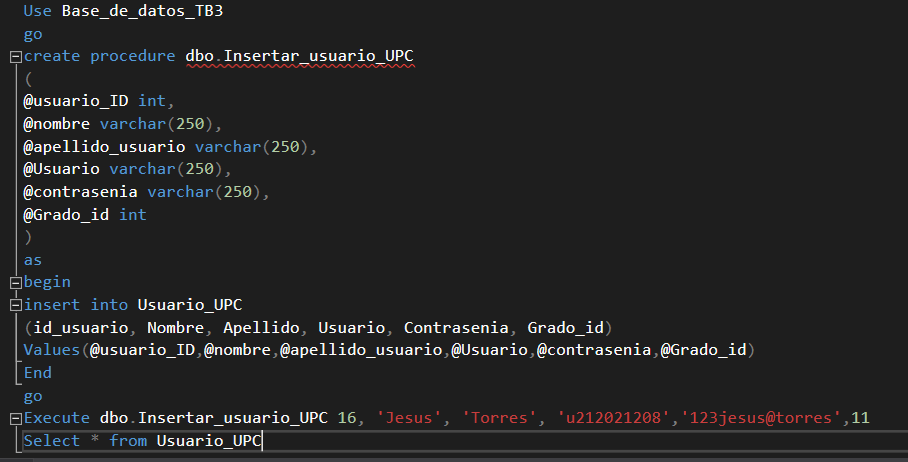 Use Base_de_datos_TB3
go
create procedure dbo.Insertar_usuario_UPC
(
@usuario_ID int,
@nombre varchar(250),
@apellido_usuario varchar(250),
@Usuario varchar(250),
@contrasenia varchar(250),
@Grado_id int
)
as
begin
insert into Usuario_UPC
(id_usuario, Nombre, Apellido, Usuario, Contrasenia, Grado_id)
Values(@usuario_ID,@nombre,@apellido_usuario,@Usuario,@contrasenia,@Grado_id)
End
go
Execute dbo.Insertar_usuario_UPC 16, 'Jesus', 'Torres', 'u212021208','123jesus@torres',11
Select * from Usuario_UPC